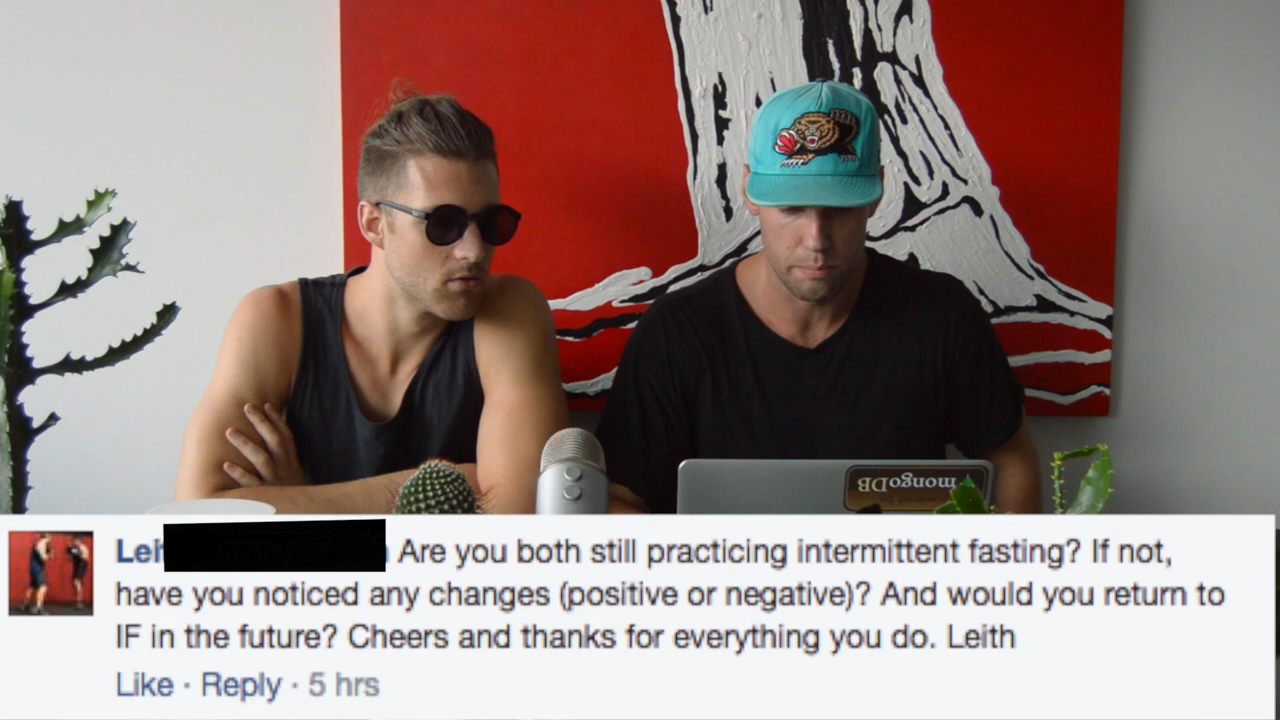 powered by
mongoDB
Are you both still practicing intermittent fasting? If not,
have you noticed any changes (positive or negative)? And would you return to
IF in the future? Cheers and thanks for everything you do. Leith
Like · Reply · 5 hrs